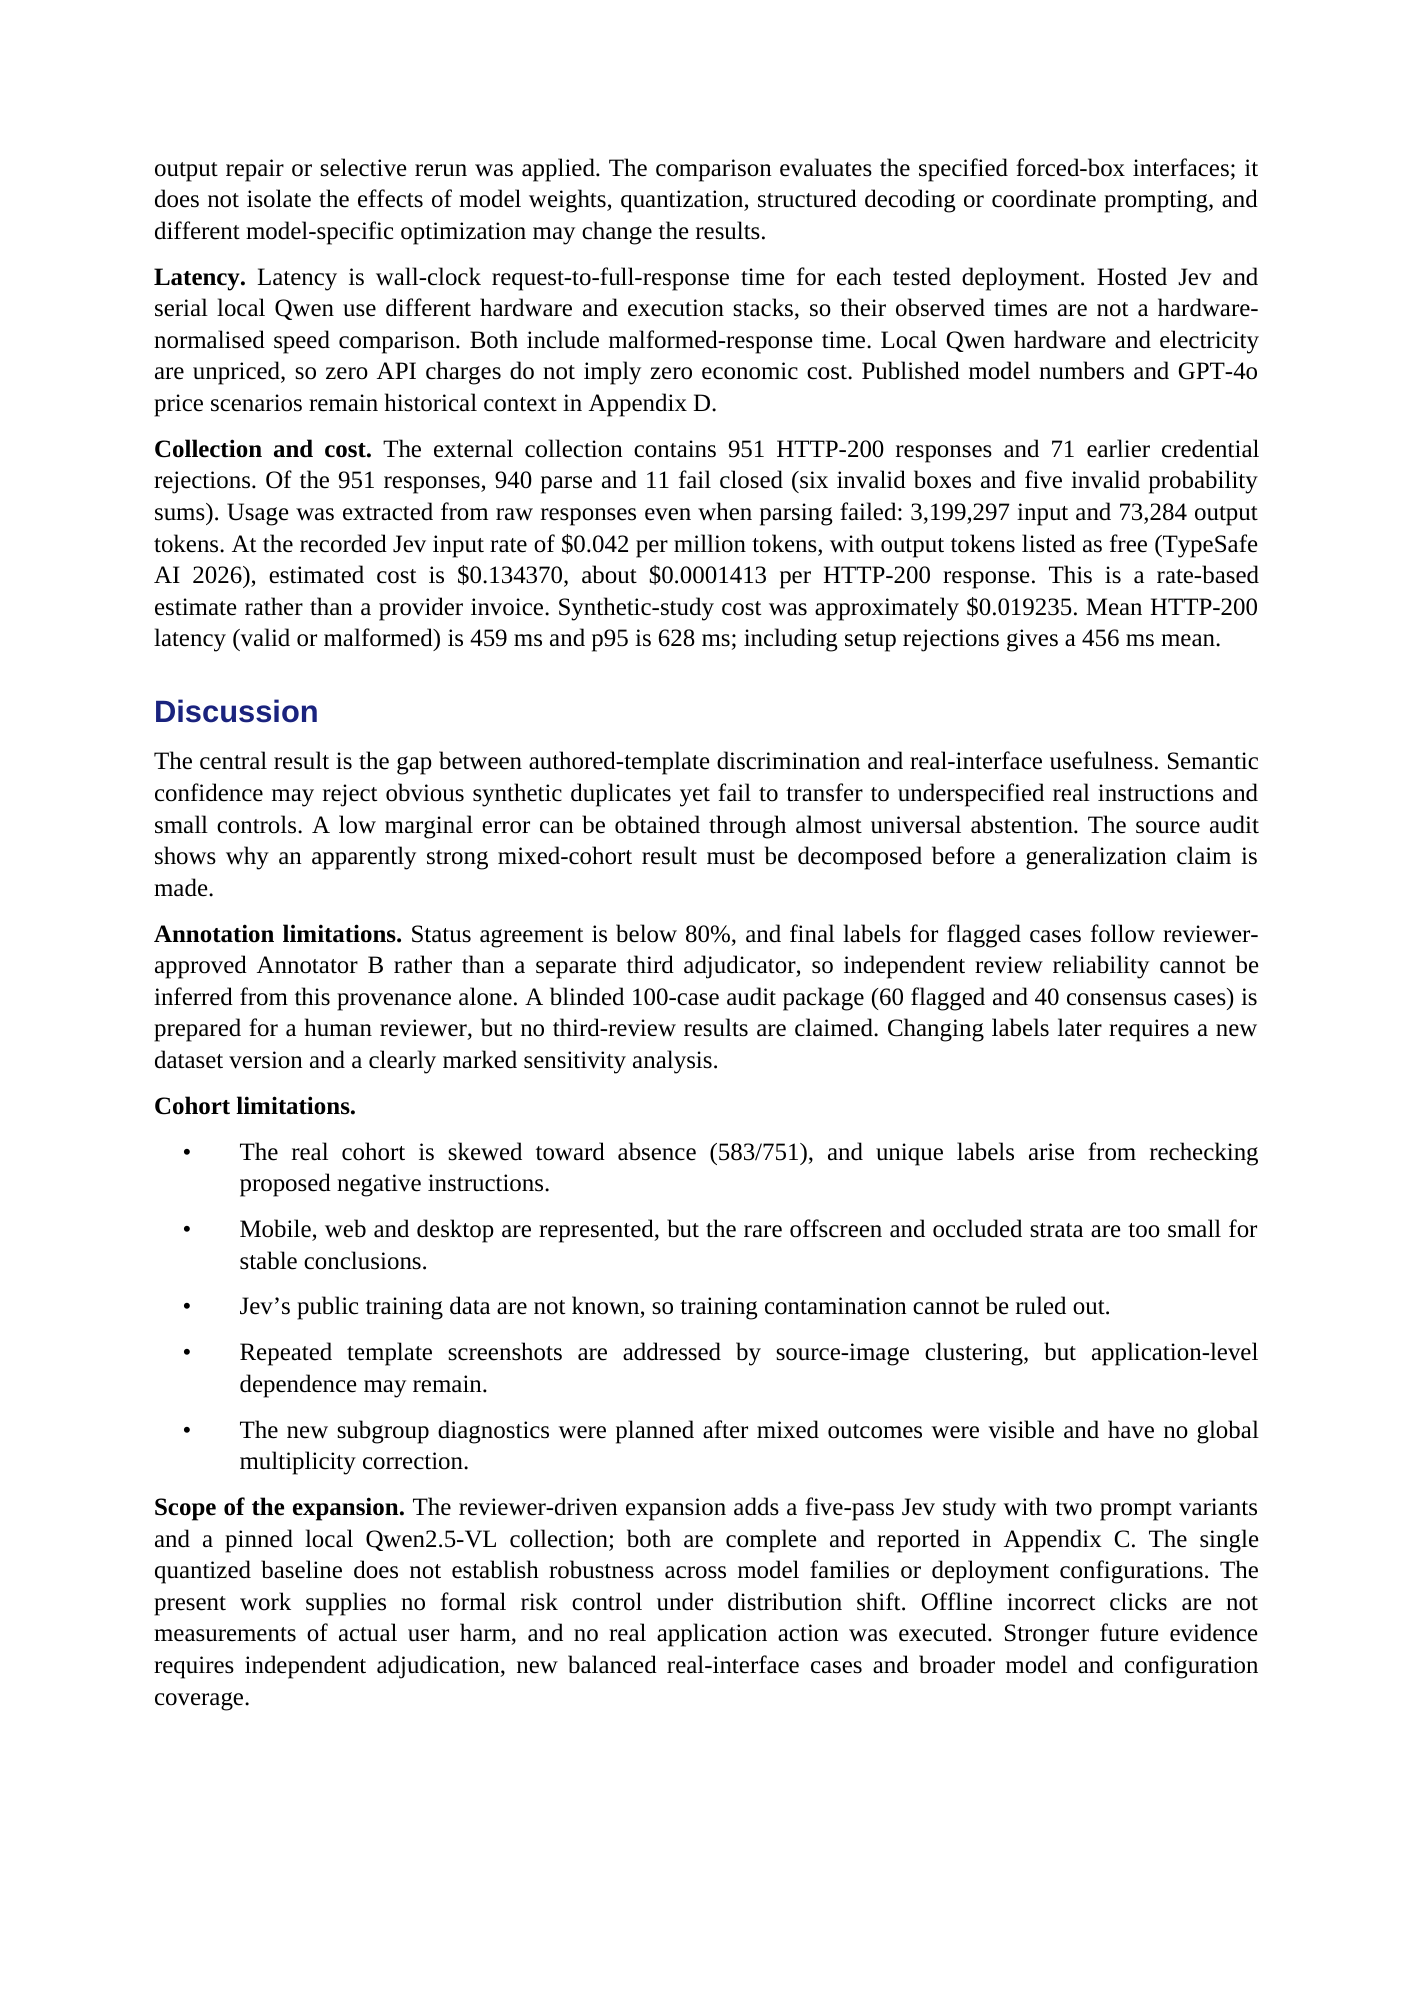 output repair or selective rerun was applied. The comparison evaluates the specified forced-box interfaces; it
does not isolate the effects of model weights, quantization, structured decoding or coordinate prompting, and
different model-specific optimization may change the results.
Latency. Latency is wall-clock request-to-full-response time for each tested deployment. Hosted Jev and
serial local Qwen use different hardware and execution stacks, so their observed times are not a hardware-
normalised speed comparison. Both include malformed-response time. Local Qwen hardware and electricity
are unpriced, so zero API charges do not imply zero economic cost. Published model numbers and GPT-4o
price scenarios remain historical context in Appendix D.
Collection and cost. The external collection contains 951 HTTP-200 responses and 71 earlier credential
rejections. Of the 951 responses, 940 parse and 11 fail closed (six invalid boxes and five invalid probability
sums). Usage was extracted from raw responses even when parsing failed: 3,199,297 input and 73,284 output
tokens. At the recorded Jev input rate of $0.042 per million tokens, with output tokens listed as free (TypeSafe
AI 2026), estimated cost is $0.134370, about $0.0001413 per HTTP-200 response. This is a rate-based
estimate rather than a provider invoice. Synthetic-study cost was approximately $0.019235. Mean HTTP-200
latency (valid or malformed) is 459 ms and p95 is 628 ms; including setup rejections gives a 456 ms mean.
Discussion
The central result is the gap between authored-template discrimination and real-interface usefulness. Semantic
confidence may reject obvious synthetic duplicates yet fail to transfer to underspecified real instructions and
small controls. A low marginal error can be obtained through almost universal abstention. The source audit
shows why an apparently strong mixed-cohort result must be decomposed before a generalization claim is
made.
Annotation limitations. Status agreement is below 80%, and final labels for flagged cases follow reviewer-
approved Annotator B rather than a separate third adjudicator, so independent review reliability cannot be
inferred from this provenance alone. A blinded 100-case audit package (60 flagged and 40 consensus cases) is
prepared for a human reviewer, but no third-review results are claimed. Changing labels later requires a new
dataset version and a clearly marked sensitivity analysis.
Cohort limitations.
• The real cohort is skewed toward absence (583/751), and unique labels arise from rechecking
proposed negative instructions.
• Mobile, web and desktop are represented, but the rare offscreen and occluded strata are too small for
stable conclusions.
• Jev’s public training data are not known, so training contamination cannot be ruled out.
• Repeated template screenshots are addressed by source-image clustering, but application-level
dependence may remain.
• The new subgroup diagnostics were planned after mixed outcomes were visible and have no global
multiplicity correction.
Scope of the expansion. The reviewer-driven expansion adds a five-pass Jev study with two prompt variants
and a pinned local Qwen2.5-VL collection; both are complete and reported in Appendix C. The single
quantized baseline does not establish robustness across model families or deployment configurations. The
present work supplies no formal risk control under distribution shift. Offline incorrect clicks are not
measurements of actual user harm, and no real application action was executed. Stronger future evidence
requires independent adjudication, new balanced real-interface cases and broader model and configuration
coverage.